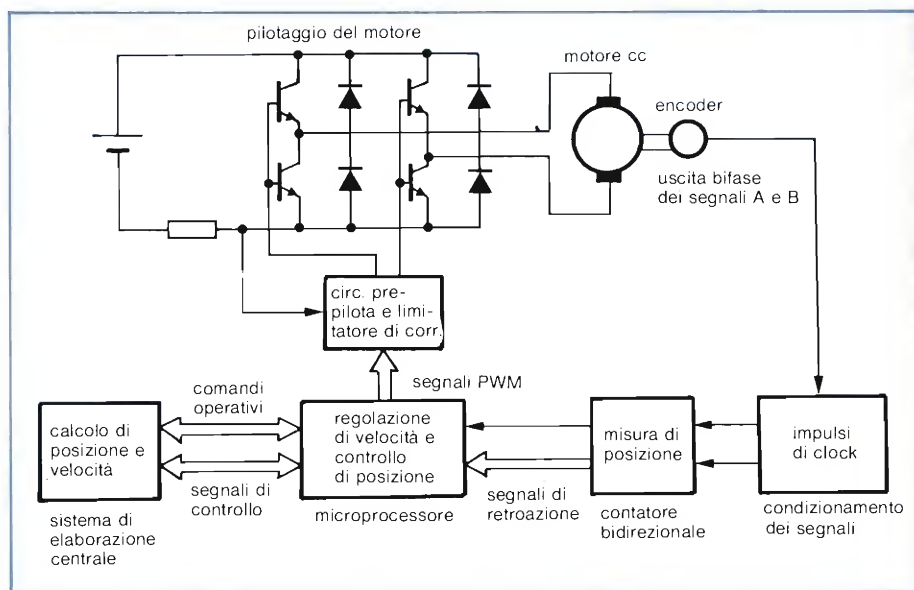 pilotaggio del motore
motore cc
encoder
uscita bifase
dei segnali A e B
circ. pre-
pilota e limi-
tatore di corr.
segnali PWM
comandi
operativi
calcolo di
posizione e
velocità
regolazione
di velocità e
controllo
di posizione
misura di
posizione
impulsi
di clock
segnali di
controllo
segnali di
retroazione
sistema di
elaborazione
centrale
microprocessore
contatore
bidirezionale
condizionamento
dei segnali